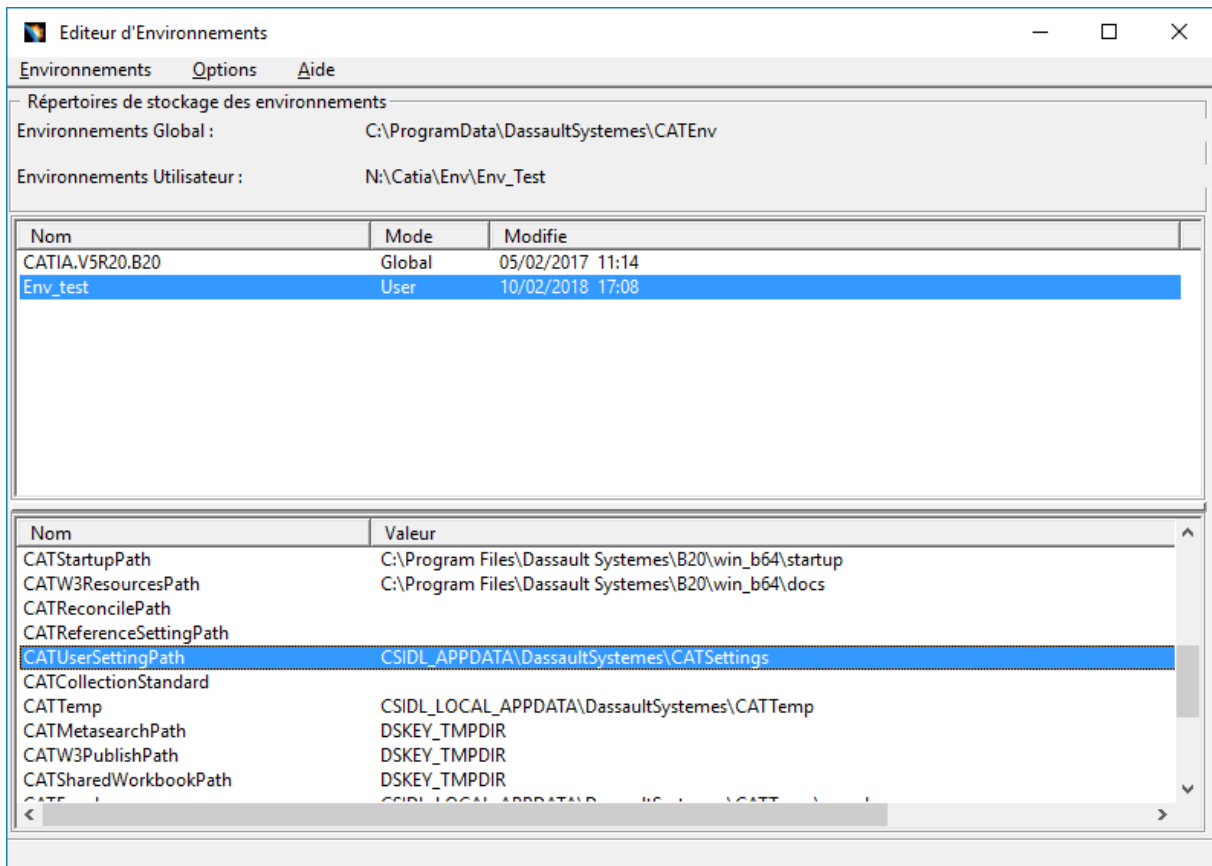 Editeur d'Environnements
Environnements Options Aide
Répertoires de stockage des environnements
Environnements Global : C:\ProgramData\DassaultSystemes\CATEnv
Environnements Utilisateur : N:\Catia\Env\Env_Test
Nom Mode Modifie
CATIA.V5R20.B20 Global 05/02/2017 11:14
Env_test User 10/02/2018 17:08
Nom Valeur
CATStartupPath C:\Program Files\Dassault Systemes\B20\win_b64\startup
CATW3ResourcesPath C:\Program Files\Dassault Systemes\B20\win_b64\docs
CATReconcilePath
CATReferenceSettingPath
CATUserSettingPath CSIDL_APPDATA\DassaultSystemes\CATSettings
CATCollectionStandard
CATTemp CSIDL_LOCAL_APPDATA\DassaultSystemes\CATTemp
CATMetasearchPath DSKEY_TMPDIR
CATW3PublishPath DSKEY_TMPDIR
CATSharedWorkbookPath DSKEY_TMPDIR